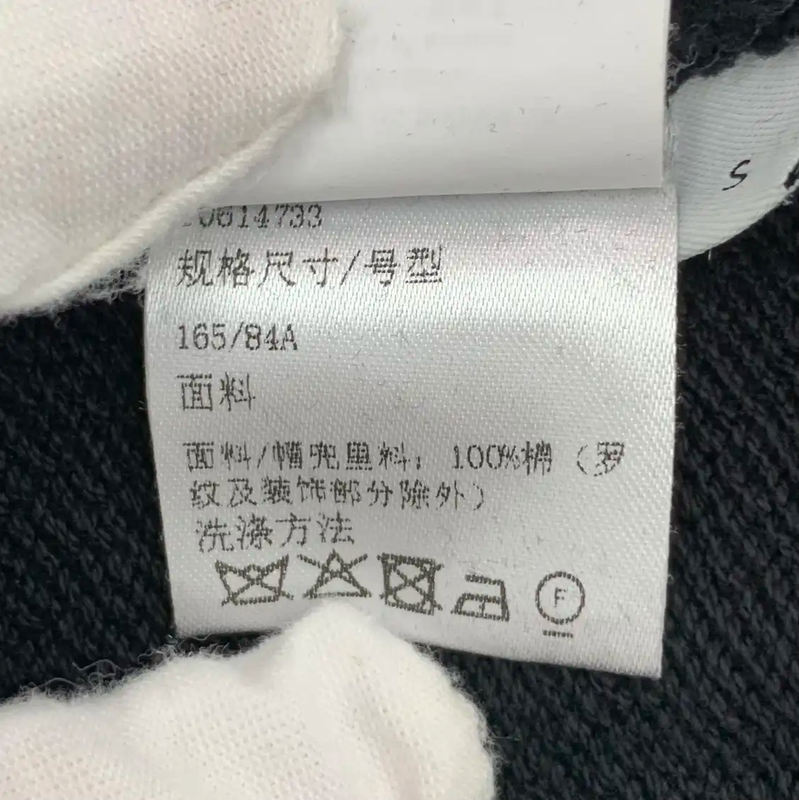 0614733
规格尺寸/号型
165/84A
面料
面料/帽兜里料: 100%棉 (罗
纹及装饰部分除外)
洗涤方法
F
S